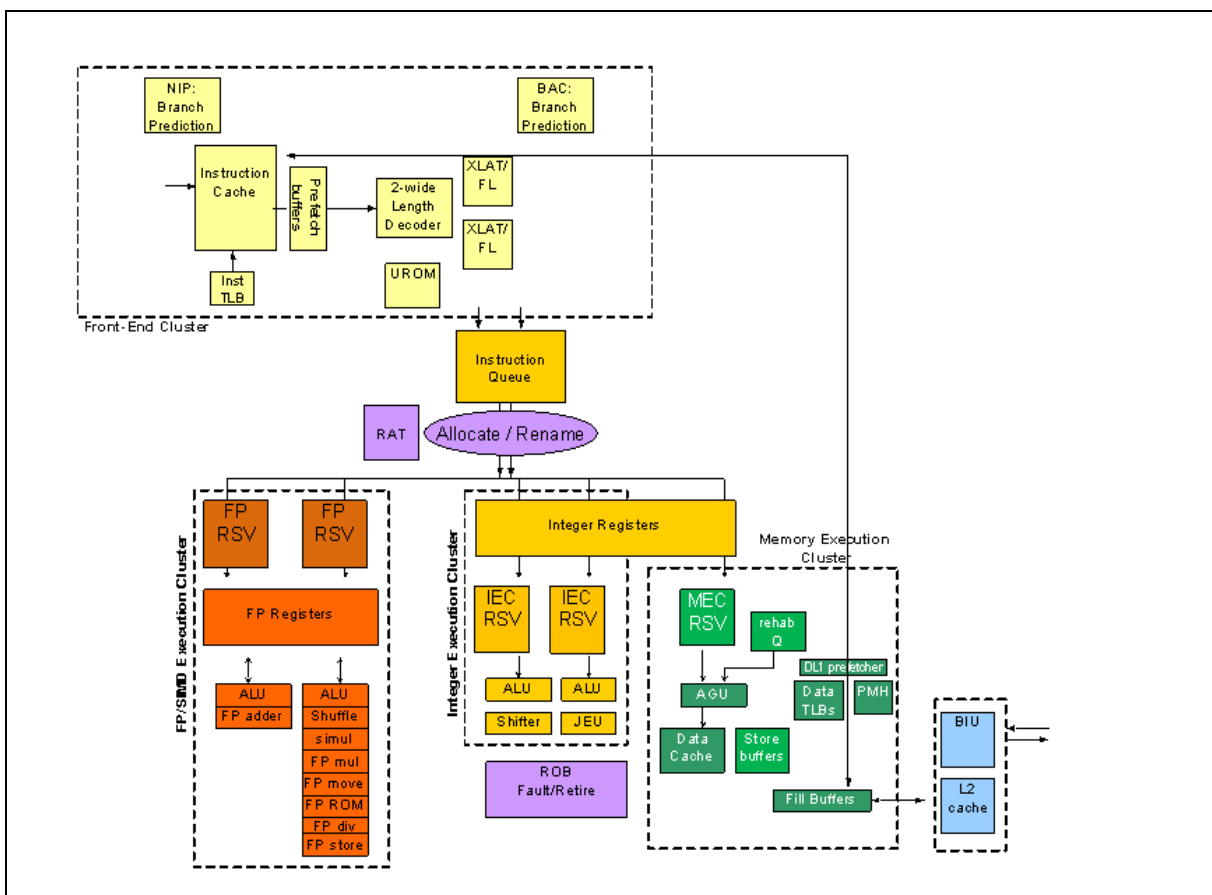 NIP:
Branch
Prediction
BAC:
Branch
Prediction
Instruction
Cache
Prefetch
buffers
2-wide
Length
Decoder
XLAT/
FL
XLAT/
FL
Inst
TLB
UROM
Front-End Cluster
Instruction
Queue
RAT
Allocate / Rename
FP/SIMD Execution Cluster
FP
RSV
FP
RSV
FP Registers
ALU
FP adder
ALU
Shuffle
simul
FP mul
FP move
FP ROM
FP div
FP store
Integer Execution Cluster
Integer Registers
IEC
RSV
IEC
RSV
ALU
ALU
Shifter
JEU
ROB
Fault/Retire
Memory Execution
Cluster
MEC
RSV
rehab
Q
DL1 prefetcher
AGU
Data
TLBs
PMH
Data
Cache
Store
buffers
Fill Buffers
BIU
L2
cache